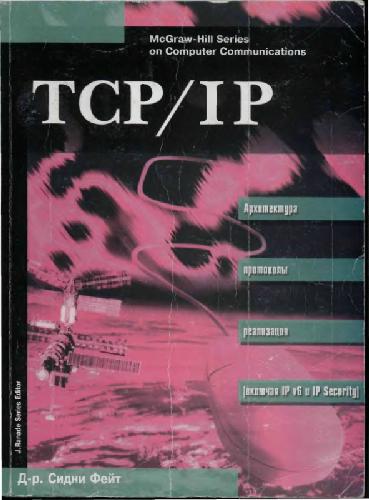 McGraw-Hill Series
on Computer Communications
TCP/IP
Архитектура
протоколы
реализация
(включая IP v6 и IP Security)
J. Ranade Series Editor
Д-р. Сидни Фейт